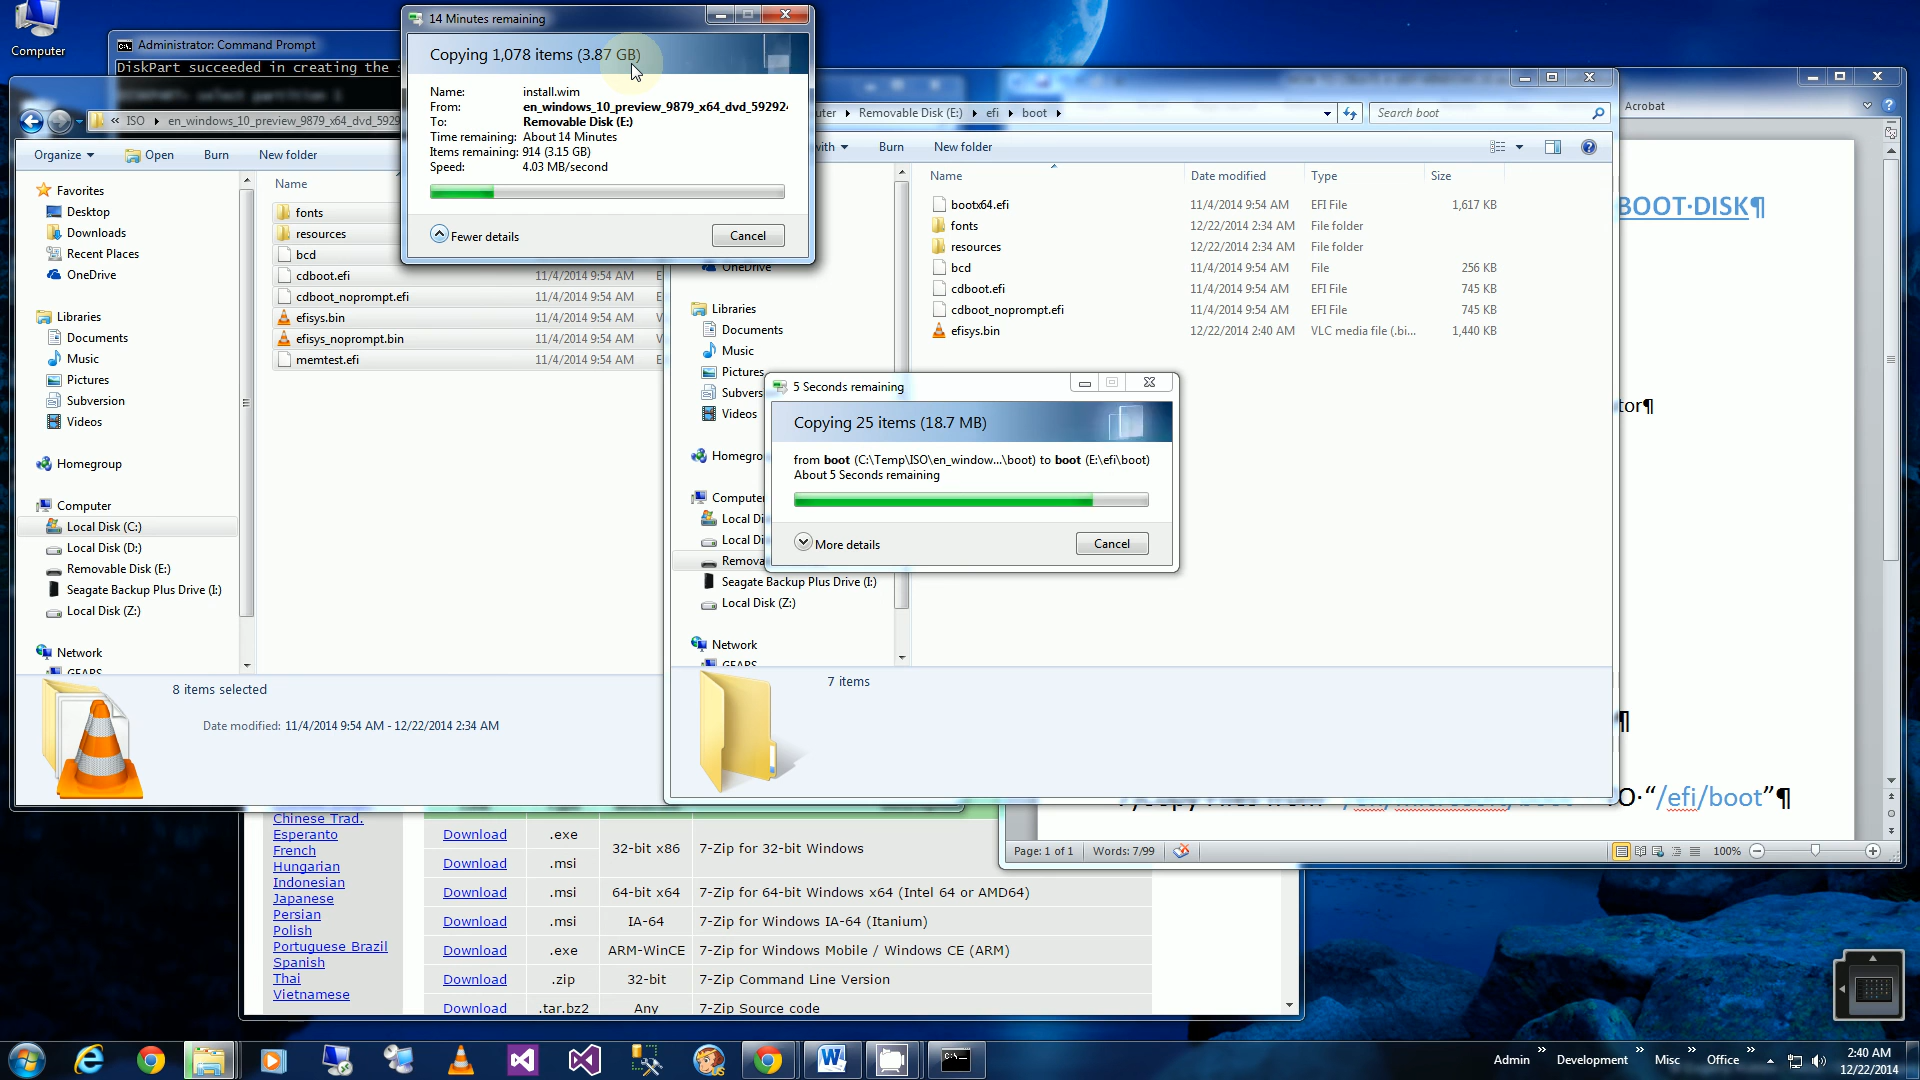 Computer
Administrator: Command Prompt
DiskPart succeeded in creating the s
DISKPART> select partition 1
14 Minutes remaining
Copying 1,078 items (3.87 GB)
Name: install.wim
From: en_windows_10_preview_9879_x64_dvd_592924
To: Removable Disk (E:)
Time remaining: About 14 Minutes
Items remaining: 914 (3.15 GB)
Speed: 4.03 MB/second
Fewer details
Cancel
« ISO ▸ en_windows_10_preview_9879_x64_dvd_5929
Organize
Open
Burn
New folder
Favorites
Desktop
Downloads
Recent Places
OneDrive
Libraries
Documents
Music
Pictures
Subversion
Videos
Homegroup
Computer
Local Disk (C:)
Local Disk (D:)
Removable Disk (E:)
Seagate Backup Plus Drive (I:)
Local Disk (Z:)
Network
GEARS
Name
fonts
resources
bcd
cdboot.efi 11/4/2014 9:54 AM E
cdboot_noprompt.efi 11/4/2014 9:54 AM E
efisys.bin 11/4/2014 9:54 AM V
efisys_noprompt.bin 11/4/2014 9:54 AM V
memtest.efi 11/4/2014 9:54 AM E
8 items selected
Date modified: 11/4/2014 9:54 AM - 12/22/2014 2:34 AM
uter ▸ Removable Disk (E:) ▸ efi ▸ boot ▸
Search boot
with
Burn
New folder
Name Date modified Type Size
bootx64.efi 11/4/2014 9:54 AM EFI File 1,617 KB
fonts 12/22/2014 2:34 AM File folder
resources 12/22/2014 2:34 AM File folder
bcd 11/4/2014 9:54 AM File 256 KB
cdboot.efi 11/4/2014 9:54 AM EFI File 745 KB
cdboot_noprompt.efi 11/4/2014 9:54 AM EFI File 745 KB
efisys.bin 12/22/2014 2:40 AM VLC media file (.bi... 1,440 KB
OneDrive
Libraries
Documents
Music
Pictures
Subvers
Videos
Homegro
Computer
Local Di
Local Di
Remova
Seagate Backup Plus Drive (I:)
Local Disk (Z:)
Network
GEARS
7 items
5 Seconds remaining
Copying 25 items (18.7 MB)
from boot (C:\Temp\ISO\en_window...\boot) to boot (E:\efi\boot)
About 5 Seconds remaining
More details
Cancel
Acrobat
BOOT·DISK¶
tor¶
¶
O·“/efi/boot”¶
Page: 1 of 1
Words: 7/99
100%
Chinese Trad.
Esperanto
French
Hungarian
Indonesian
Japanese
Persian
Polish
Portuguese Brazil
Spanish
Thai
Vietnamese
Download .exe 32-bit x86 7-Zip for 32-bit Windows
Download .msi
Download .msi 64-bit x64 7-Zip for 64-bit Windows x64 (Intel 64 or AMD64)
Download .msi IA-64 7-Zip for Windows IA-64 (Itanium)
Download .exe ARM-WinCE 7-Zip for Windows Mobile / Windows CE (ARM)
Download .zip 32-bit 7-Zip Command Line Version
Download .tar.bz2 Any 7-Zip Source code
Admin »
Development »
Misc »
Office »
2:40 AM
12/22/2014